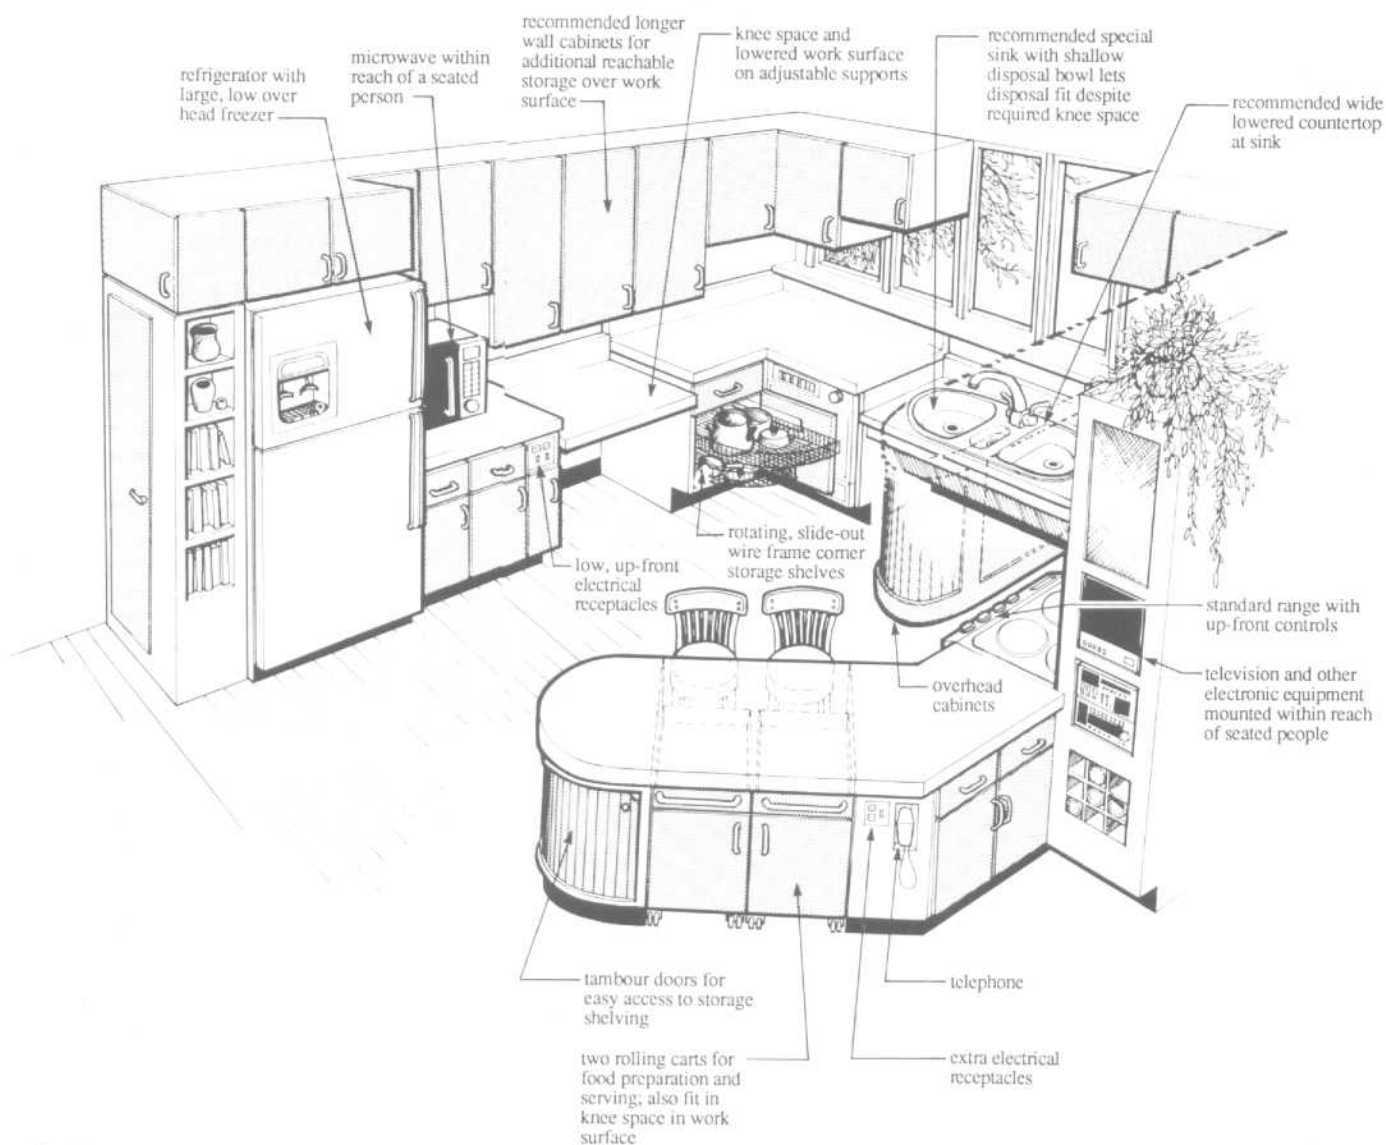 recommended longer
wall cabinets for
additional reachable
storage over work
surface
knee space and
lowered work surface
on adjustable supports
recommended special
sink with shallow
disposal bowl lets
disposal fit despite
required knee space
microwave within
reach of a seated
person
refrigerator with
large, low over
head freezer
recommended wide
lowered countertop
at sink
rotating, slide-out
wire frame corner
storage shelves
low, up-front
electrical
receptacles
standard range with
up-front controls
overhead
cabinets
television and other
electronic equipment
mounted within reach
of seated people
tambour doors for
easy access to storage
shelving
telephone
two rolling carts for
food preparation and
serving; also fit in
knee space in work
surface
extra electrical
receptacles